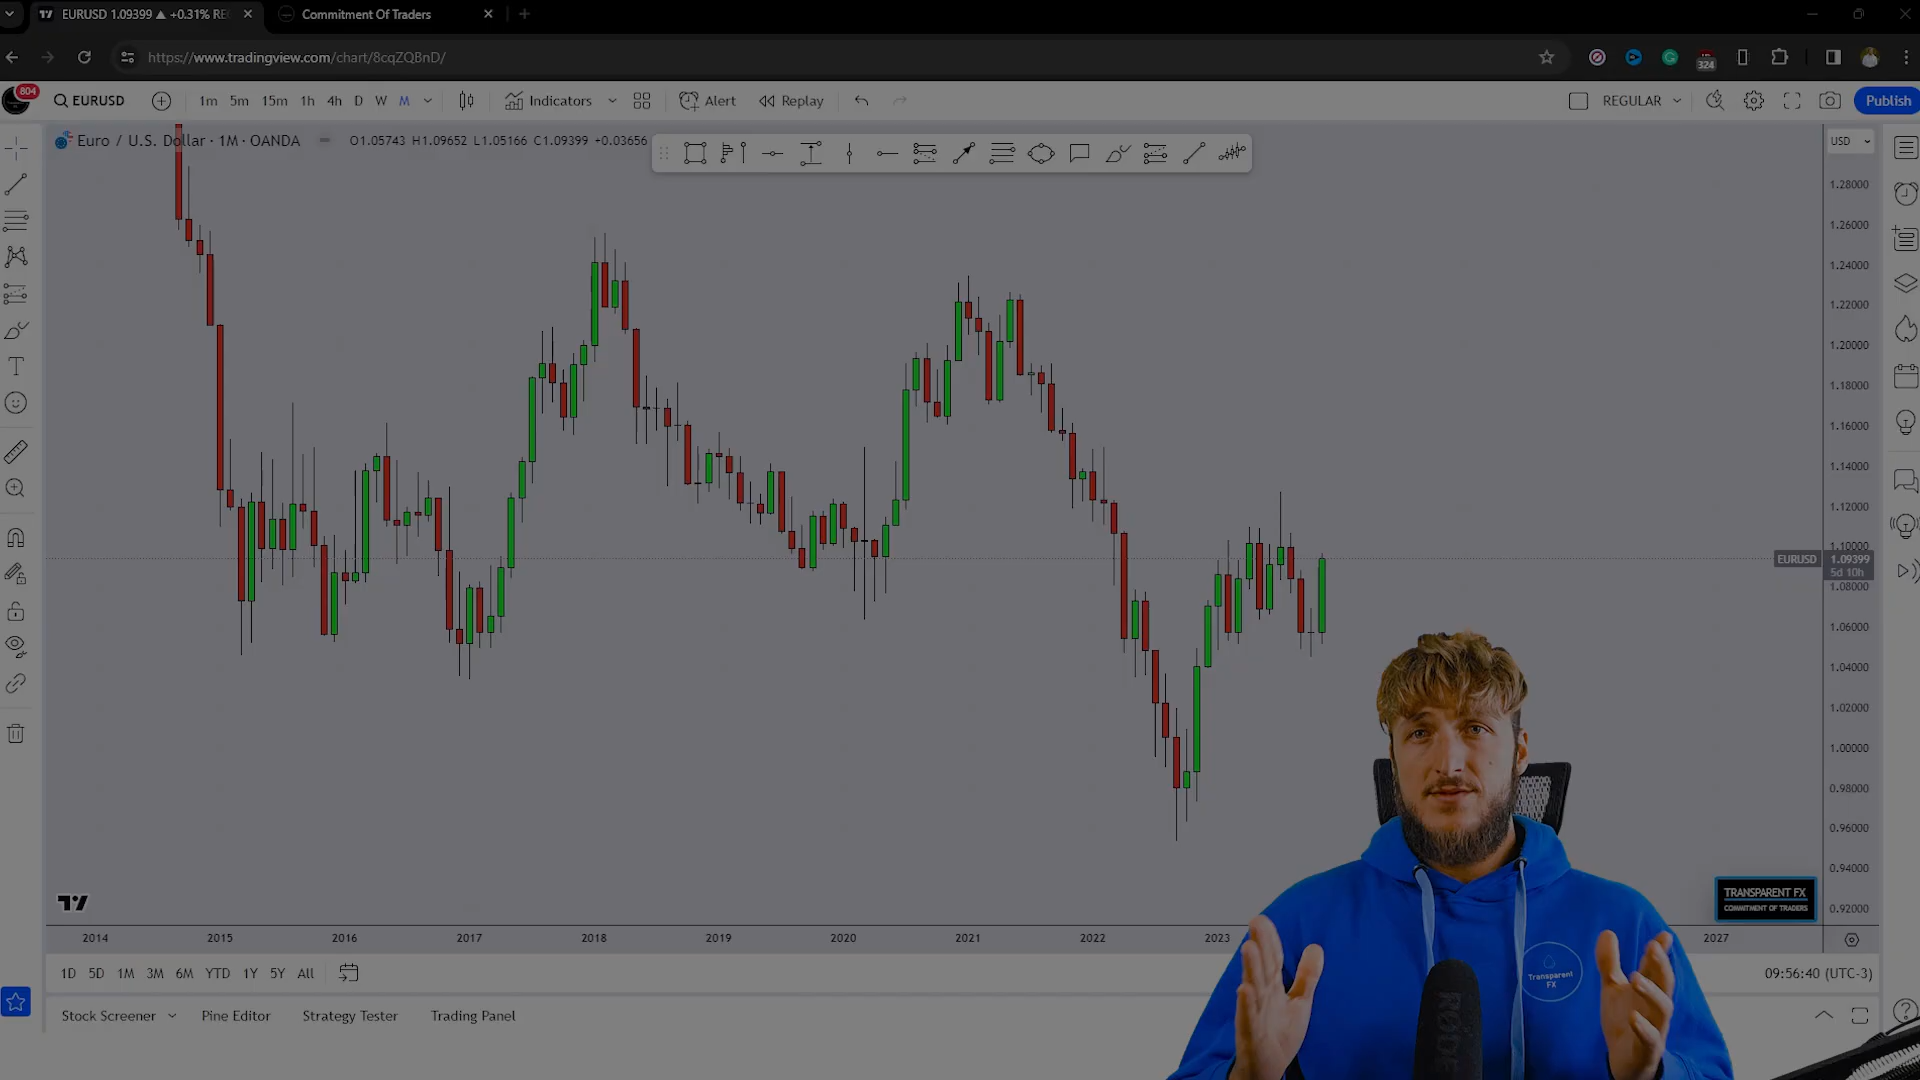 EURUSD 1.09399 ▲ +0.31% RE
Commitment Of Traders
https://www.tradingview.com/chart/8cqZQBnD/
324
804
EURUSD
1m 5m 15m 1h 4h D W M
Indicators
Alert
Replay
REGULAR
Publish
Euro / U.S. Dollar · 1M · OANDA
O1.05743 H1.09652 L1.05166 C1.09399 +0.03656
USD
1.28000
1.26000
1.24000
1.22000
1.20000
1.18000
1.16000
1.14000
1.12000
1.10000
EURUSD 1.09399
5d 10h
1.08000
1.06000
1.04000
1.02000
1.00000
0.98000
0.96000
0.94000
0.92000
TRANSPARENT FX
COMMITMENT OF TRADERS
2014 2015 2016 2017 2018 2019 2020 2021 2022 2023 2027
1D 5D 1M 3M 6M YTD 1Y 5Y All
09:56:40 (UTC-3)
Transparent
FX
RODE
Stock Screener
Pine Editor
Strategy Tester
Trading Panel